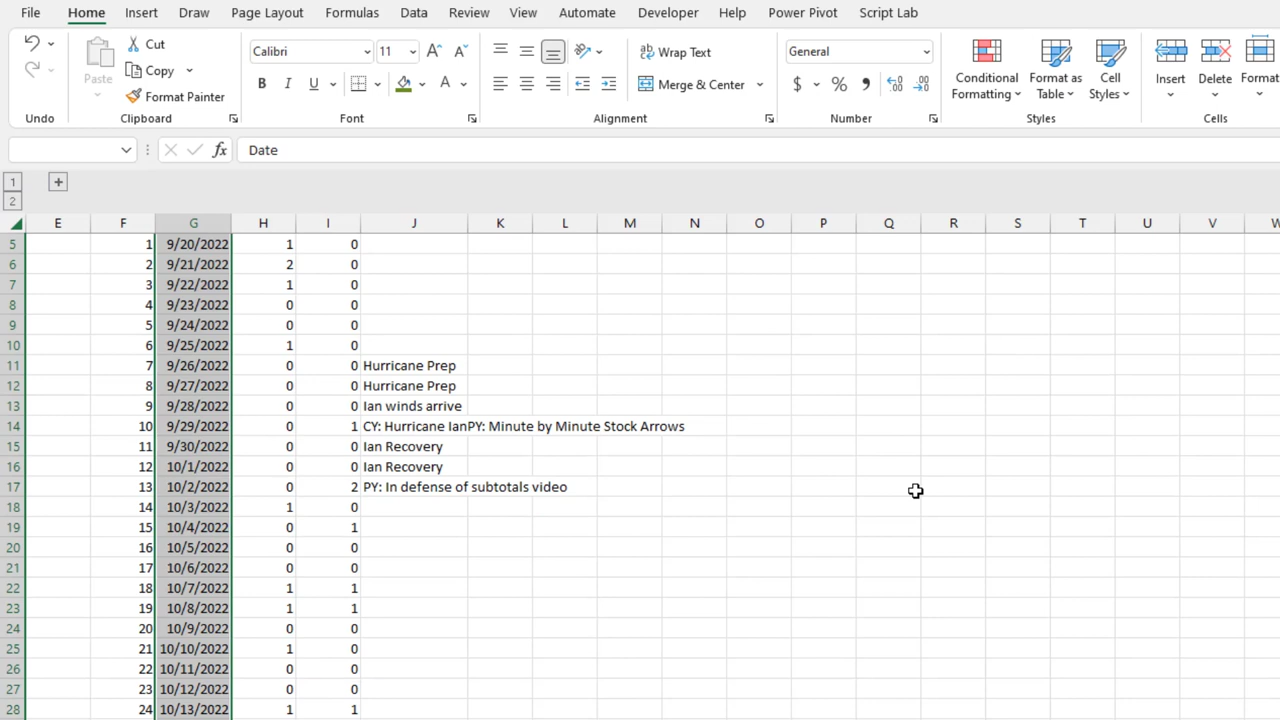 File Home Insert Draw Page Layout Formulas Data Review View Automate Developer Help Power Pivot Script Lab
Paste
Cut
Copy
Format Painter
Calibri 11 A A
B I U A
Wrap Text
Merge & Center
General
$ % 9
Conditional Formatting
Format as Table
Cell Styles
Insert Delete Format
Undo Clipboard Font Alignment Number Styles Cells
fx Date
1 +
2
E F G H I J K L M N O P Q R S T U V W
5 1 9/20/2022 1 0
6 2 9/21/2022 2 0
7 3 9/22/2022 1 0
8 4 9/23/2022 0 0
9 5 9/24/2022 0 0
10 6 9/25/2022 1 0
11 7 9/26/2022 0 0 Hurricane Prep
12 8 9/27/2022 0 0 Hurricane Prep
13 9 9/28/2022 0 0 Ian winds arrive
14 10 9/29/2022 0 1 CY: Hurricane IanPY: Minute by Minute Stock Arrows
15 11 9/30/2022 0 0 Ian Recovery
16 12 10/1/2022 0 0 Ian Recovery
17 13 10/2/2022 0 2 PY: In defense of subtotals video
18 14 10/3/2022 1 0
19 15 10/4/2022 0 1
20 16 10/5/2022 0 0
21 17 10/6/2022 0 0
22 18 10/7/2022 1 1
23 19 10/8/2022 1 1
24 20 10/9/2022 0 0
25 21 10/10/2022 1 0
26 22 10/11/2022 0 0
27 23 10/12/2022 0 0
28 24 10/13/2022 1 1